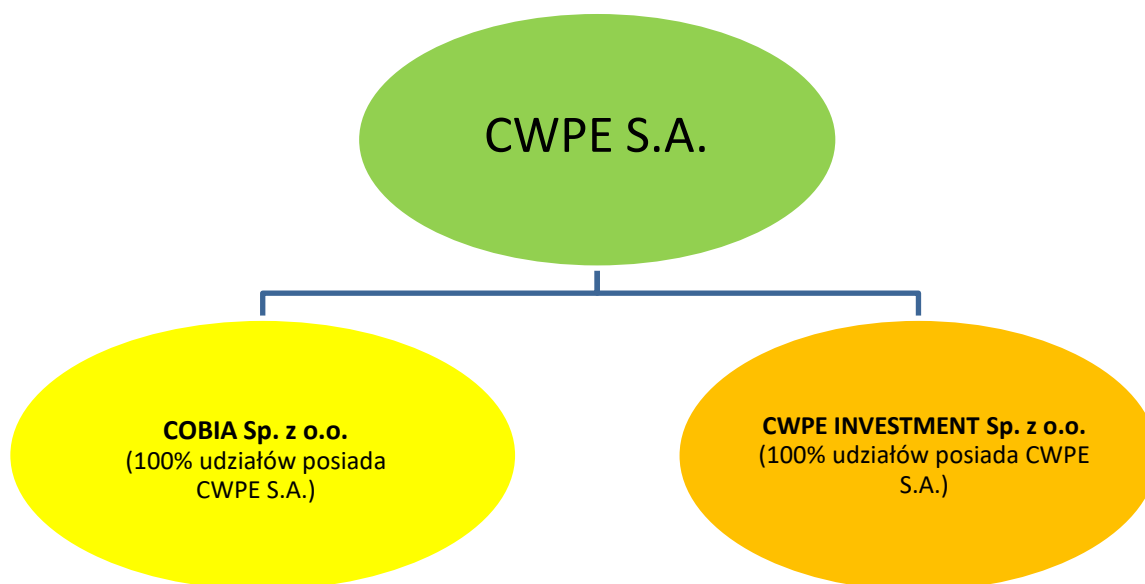 CWPE S.A.
COBIA Sp. z o.o.
(100% udziałów posiada
CWPE S.A.)
CWPE INVESTMENT Sp. z o.o.
(100% udziałów posiada CWPE
S.A.)